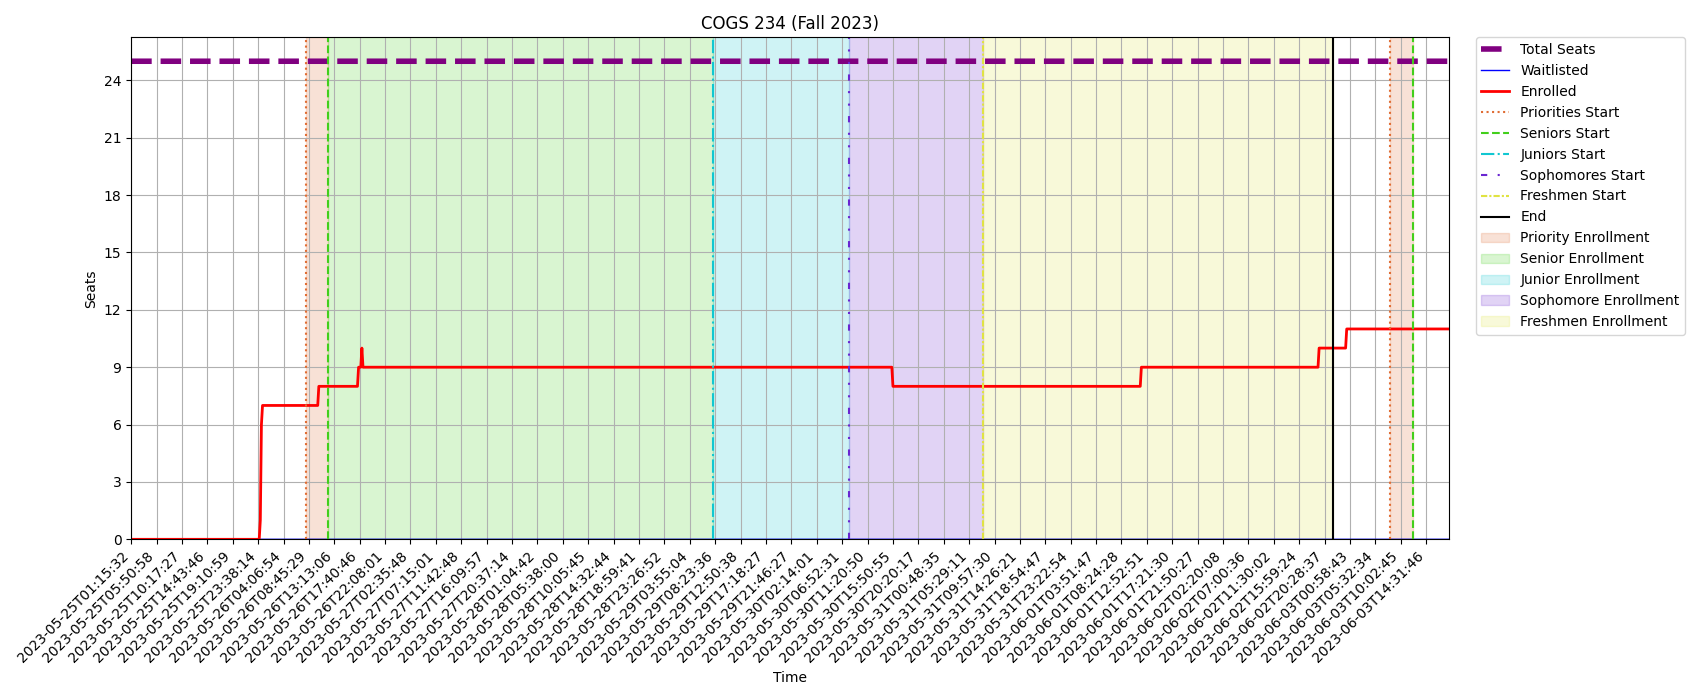 COGS 234 (Fall 2023)
Seats
24
21
18
15
12
9
6
3
0
2023-05-25T01:15:32
2023-05-25T05:50:58
2023-05-25T10:17:27
2023-05-25T14:43:46
2023-05-25T19:10:59
2023-05-25T23:38:14
2023-05-26T04:06:54
2023-05-26T08:45:29
2023-05-26T13:13:06
2023-05-26T17:40:46
2023-05-26T22:08:01
2023-05-27T02:35:48
2023-05-27T07:15:01
2023-05-27T11:42:48
2023-05-27T16:09:57
2023-05-27T20:37:14
2023-05-28T01:04:42
2023-05-28T05:38:00
2023-05-28T10:05:45
2023-05-28T14:32:44
2023-05-28T18:59:41
2023-05-28T23:26:52
2023-05-29T03:55:04
2023-05-29T08:23:36
2023-05-29T12:50:38
2023-05-29T17:18:27
2023-05-29T21:46:27
2023-05-30T02:14:01
2023-05-30T06:52:31
2023-05-30T11:20:50
2023-05-30T15:50:55
2023-05-30T20:20:17
2023-05-31T00:48:35
2023-05-31T05:29:11
2023-05-31T09:57:30
2023-05-31T14:26:21
2023-05-31T18:54:47
2023-05-31T23:22:54
2023-06-01T03:51:47
2023-06-01T08:24:28
2023-06-01T12:52:51
2023-06-01T17:21:30
2023-06-01T21:50:27
2023-06-02T02:20:08
2023-06-02T07:00:36
2023-06-02T11:30:02
2023-06-02T15:59:24
2023-06-02T20:28:37
2023-06-03T00:58:43
2023-06-03T05:32:34
2023-06-03T10:02:45
2023-06-03T14:31:46
Time
Total Seats
Waitlisted
Enrolled
Priorities Start
Seniors Start
Juniors Start
Sophomores Start
Freshmen Start
End
Priority Enrollment
Senior Enrollment
Junior Enrollment
Sophomore Enrollment
Freshmen Enrollment